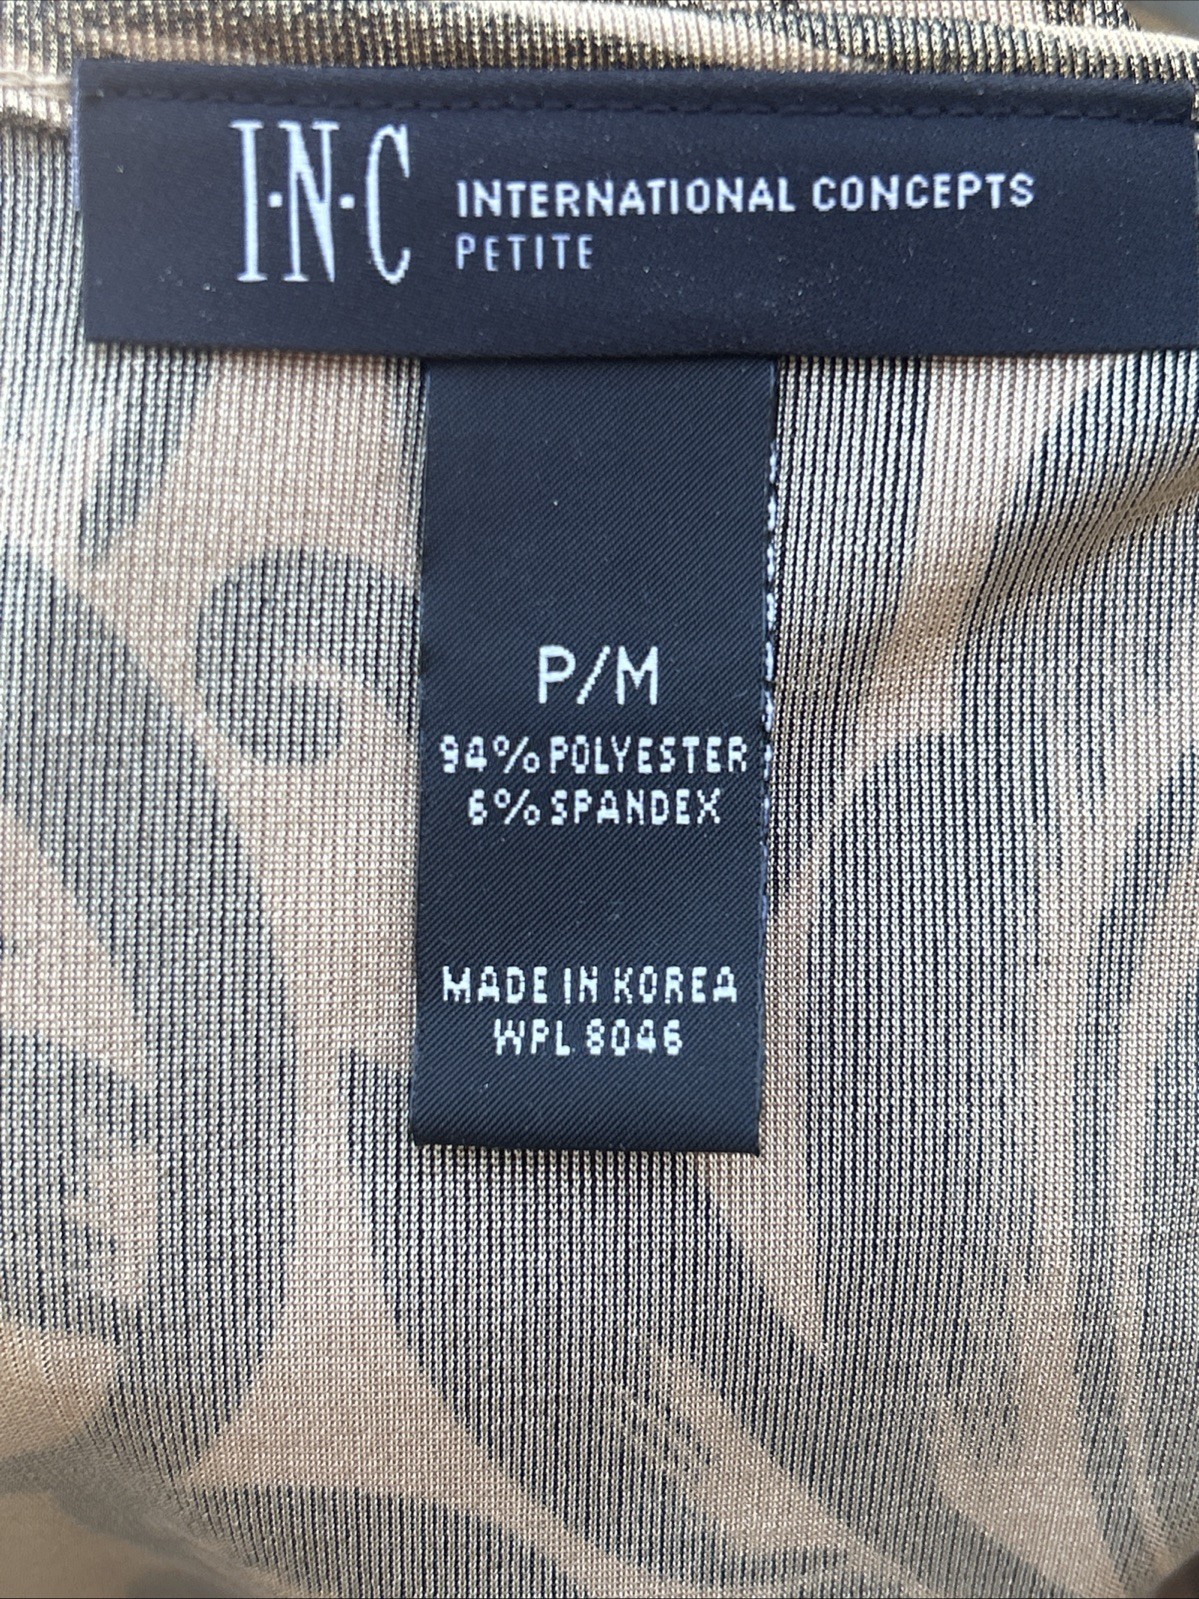 I·N·C INTERNATIONAL CONCEPTS
PETITE
P/M
94% POLYESTER
6% SPANDEX
MADE IN KOREA
WPL 8046